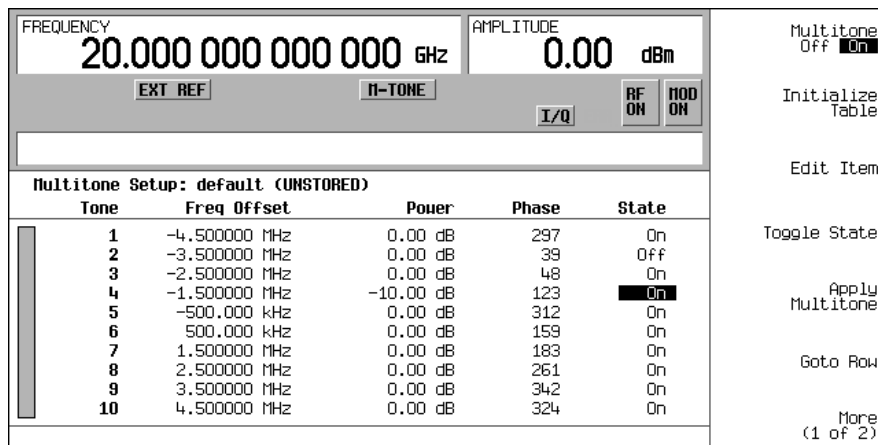 FREQUENCY
20.000 000 000 000 GHz
AMPLITUDE
0.00 dBm
EXT REF
M-TONE
I/Q
RF ON
MOD ON
Multitone Setup: default (UNSTORED)
Tone Freq Offset Power Phase State
1 -4.500000 MHz 0.00 dB 297 On
2 -3.500000 MHz 0.00 dB 39 Off
3 -2.500000 MHz 0.00 dB 48 On
4 -1.500000 MHz -10.00 dB 123 On
5 -500.000 kHz 0.00 dB 312 On
6 500.000 kHz 0.00 dB 159 On
7 1.500000 MHz 0.00 dB 183 On
8 2.500000 MHz 0.00 dB 261 On
9 3.500000 MHz 0.00 dB 342 On
10 4.500000 MHz 0.00 dB 324 On
Multitone
Off On
Initialize
Table
Edit Item
Toggle State
Apply
Multitone
Goto Row
More
(1 of 2)